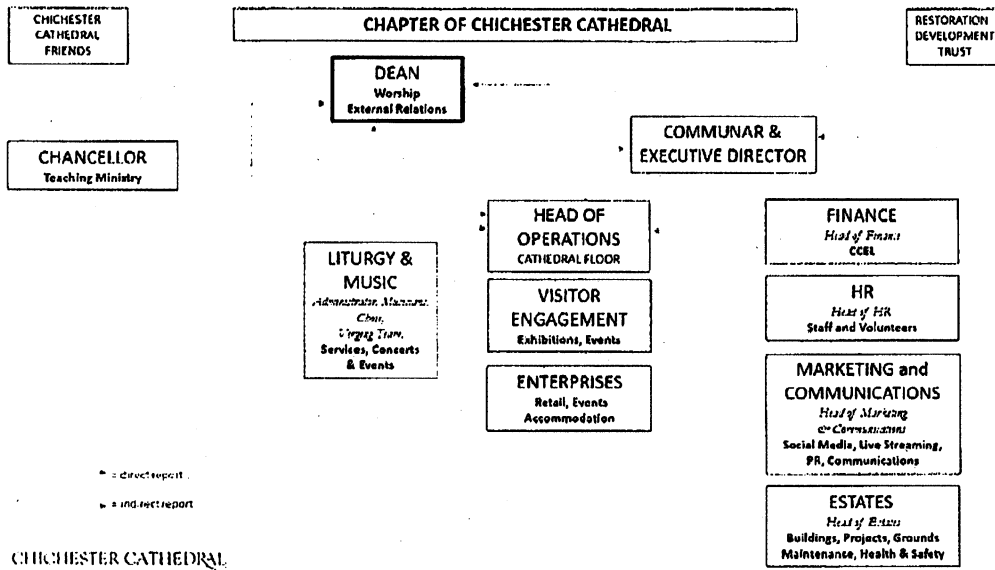 CHICHESTER
CATHEDRAL
FRIENDS
CHAPTER OF CHICHESTER CATHEDRAL
RESTORATION
DEVELOPMENT
TRUST
DEAN
Worship
External Relations
COMMUNAR &
EXECUTIVE DIRECTOR
CHANCELLOR
Teaching Ministry
HEAD OF
OPERATIONS
CATHEDRAL FLOOR
FINANCE
Head of Finance
CCEL
LITURGY &
MUSIC
Administrator,
Choir,
Verging Team,
Services, Concerts
& Events
VISITOR
ENGAGEMENT
Exhibitions, Events
HR
Head of HR
Staff and Volunteers
ENTERPRISES
Retail, Events
Accommodation
MARKETING and
COMMUNICATIONS
Head of Marketing
& Communications
Social Media, Live Streaming,
PR, Communications
ESTATES
Head of Estates
Buildings, Projects, Grounds
Maintenance, Health & Safety
= direct report
= indirect report
CHICHESTER CATHEDRAL